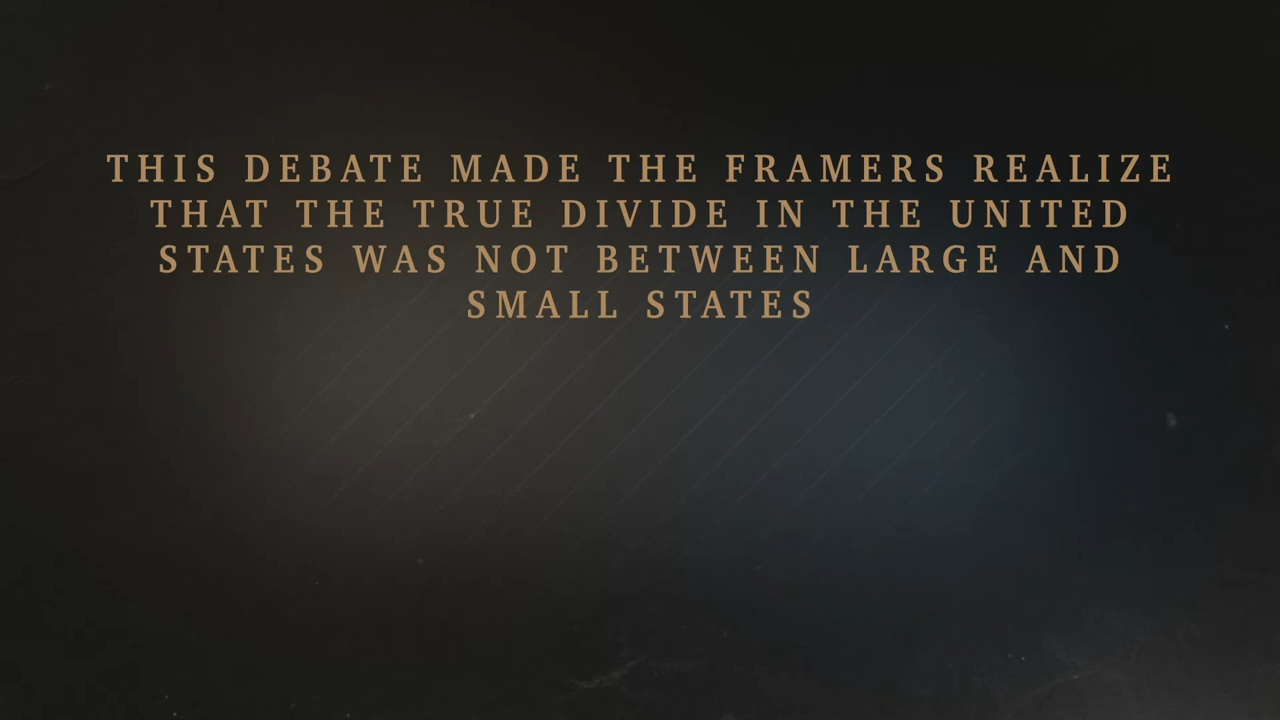 THIS DEBATE MADE THE FRAMERS REALIZE
THAT THE TRUE DIVIDE IN THE UNITED
STATES WAS NOT BETWEEN LARGE AND
SMALL STATES